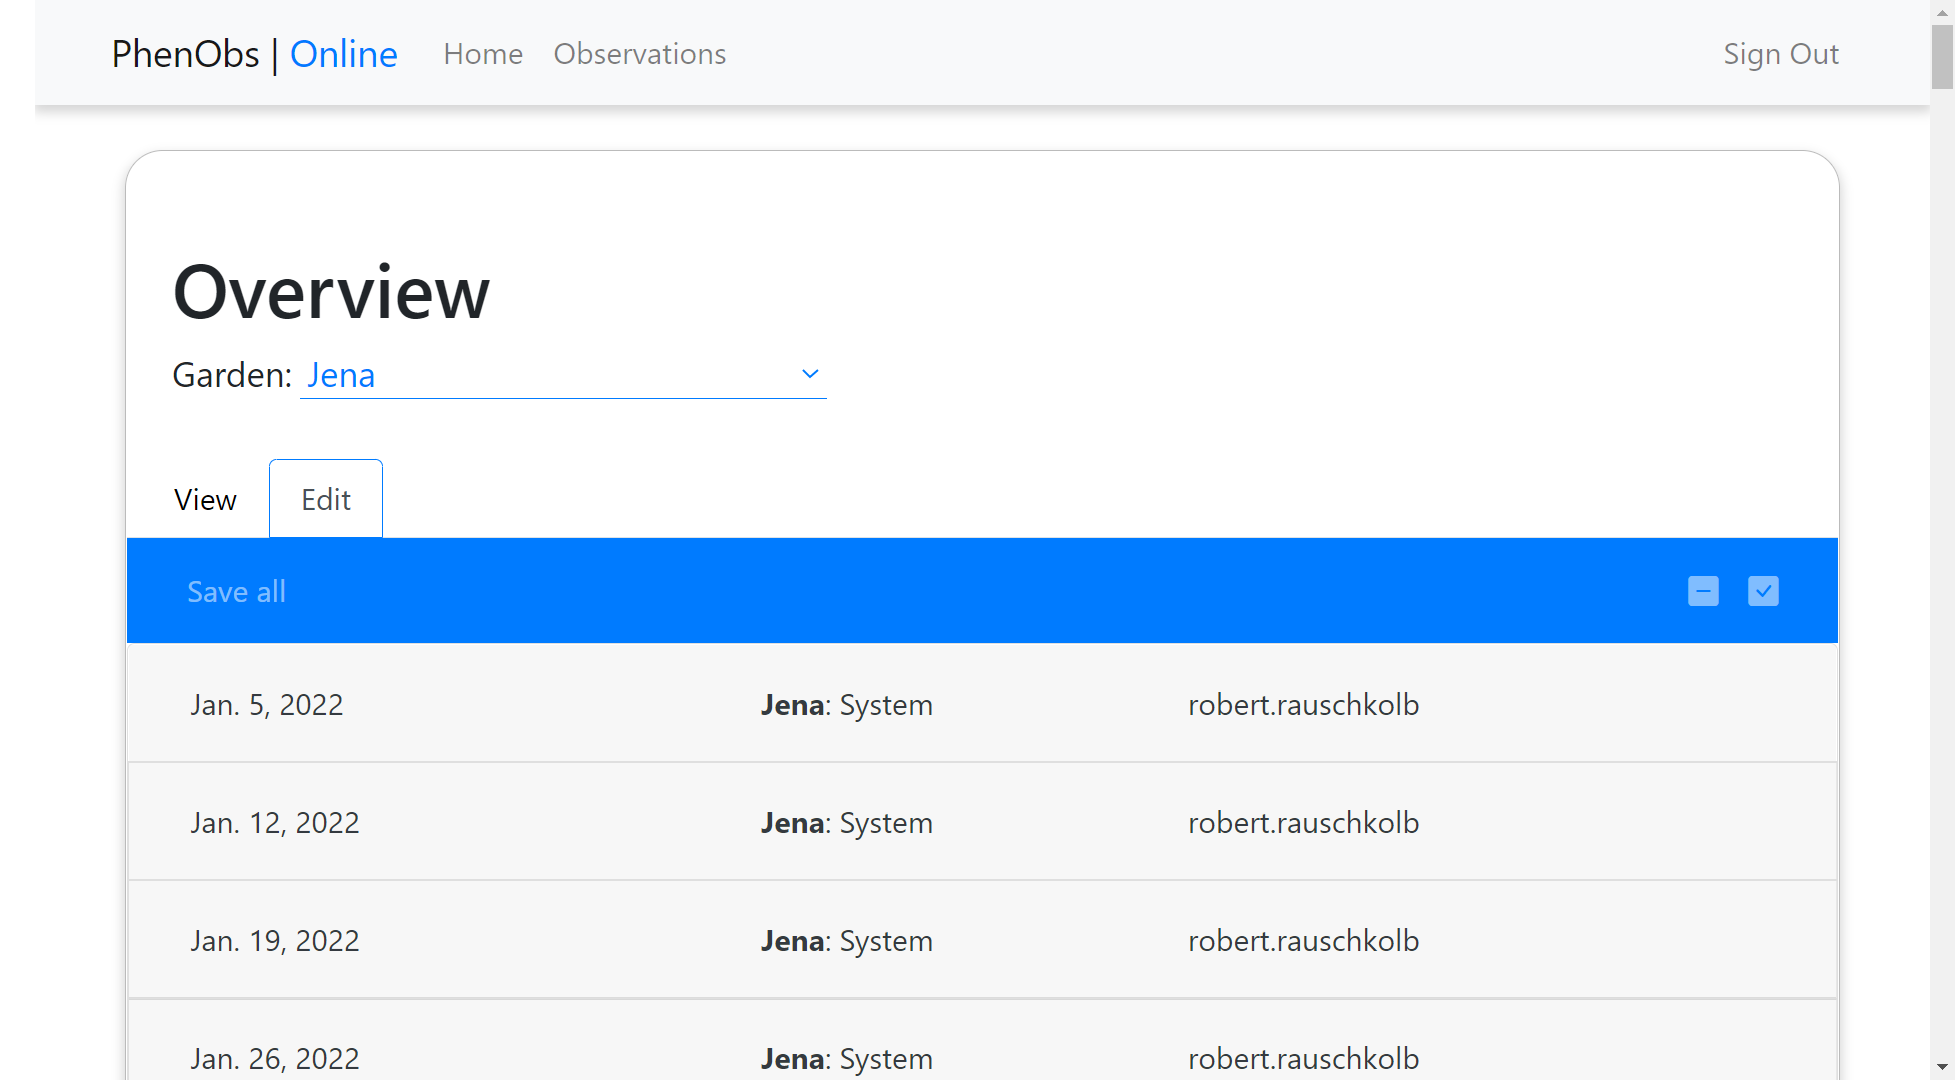 PhenObs | Online Home Observations Sign Out
Overview
Garden: Jena
View Edit
Save all
Jan. 5, 2022 Jena: System robert.rauschkolb
Jan. 12, 2022 Jena: System robert.rauschkolb
Jan. 19, 2022 Jena: System robert.rauschkolb
Jan. 26, 2022 Jena: System robert.rauschkolb